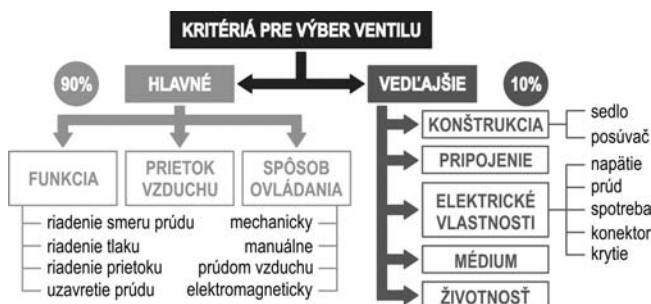 KRITÉRIÁ PRE VÝBER VENTILU
90%
HLAVNÉ
VEDĽAJŠIE
10%
FUNKCIA
PRIETOK
VZDUCHU
SPÔSOB
OVLÁDANIA
riadenie smeru prúdu
riadenie tlaku
riadenie prietoku
uzavretie prúdu
mechanicky
manuálne
prúdom vzduchu
elektromagneticky
KONŠTRUKCIA
sedlo
posúvač
PRIPOJENIE
ELEKTRICKÉ
VLASTNOSTI
napätie
prúd
spotreba
konektor
krytie
MÉDIUM
ŽIVOTNOSŤ